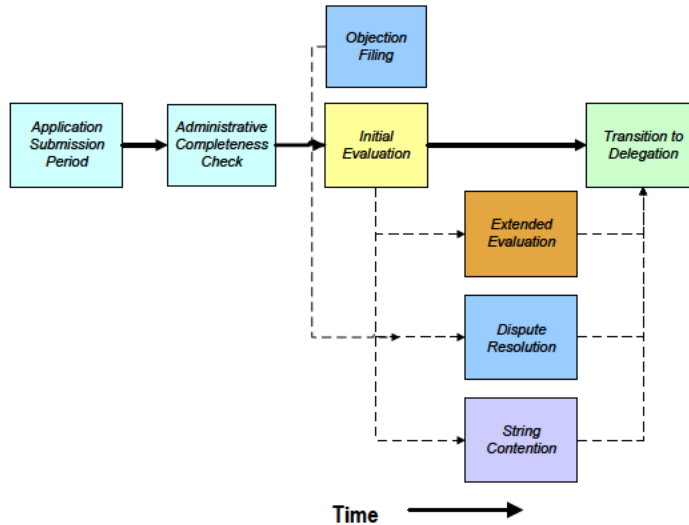 Objection
Filing
Application
Submission
Period
Administrative
Completeness
Check
Initial
Evaluation
Transition to
Delegation
Extended
Evaluation
Dispute
Resolution
String
Contention
Time